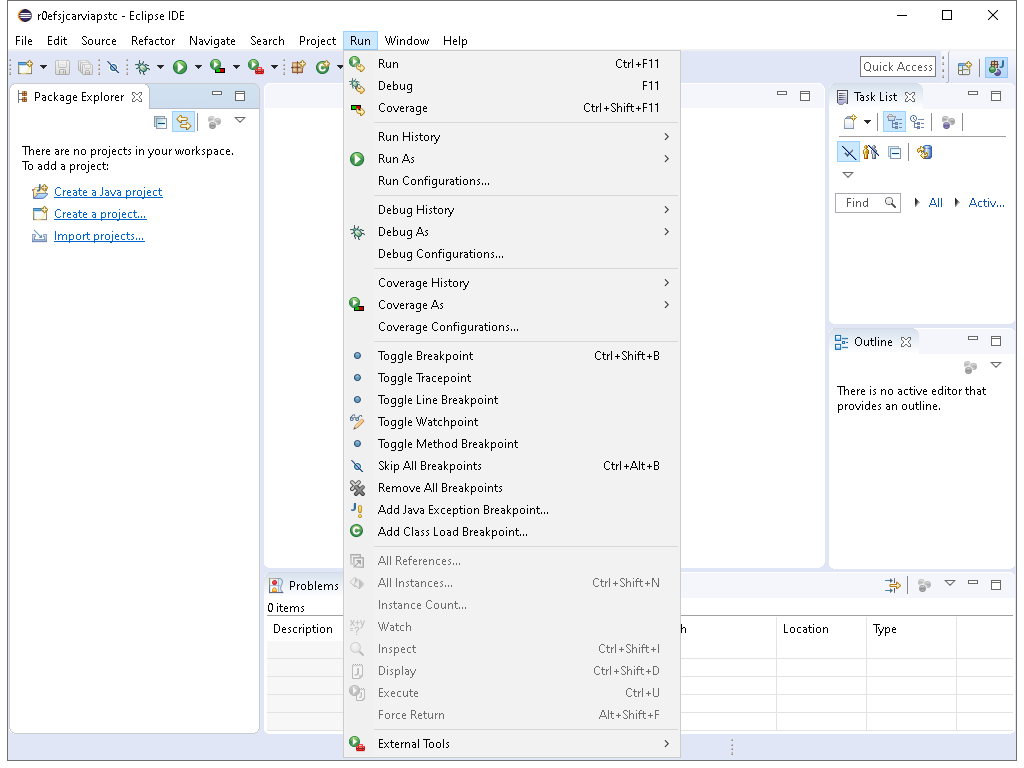 r0efsjcarviapstc - Eclipse IDE
File Edit Source Refactor Navigate Search Project Run Window Help
Quick Access
Package Explorer
There are no projects in your workspace.
To add a project:
Create a Java project
Create a project...
Import projects...
Run Ctrl+F11
Debug F11
Coverage Ctrl+Shift+F11
Run History
Run As
Run Configurations...
Debug History
Debug As
Debug Configurations...
Coverage History
Coverage As
Coverage Configurations...
Toggle Breakpoint Ctrl+Shift+B
Toggle Tracepoint
Toggle Line Breakpoint
Toggle Watchpoint
Toggle Method Breakpoint
Skip All Breakpoints Ctrl+Alt+B
Remove All Breakpoints
Add Java Exception Breakpoint...
Add Class Load Breakpoint...
All References...
All Instances... Ctrl+Shift+N
Instance Count...
Watch
Inspect Ctrl+Shift+I
Display Ctrl+Shift+D
Execute Ctrl+U
Force Return Alt+Shift+F
External Tools
Task List
Find All Activ...
Outline
There is no active editor that
provides an outline.
Problems
0 items
Description h Location Type